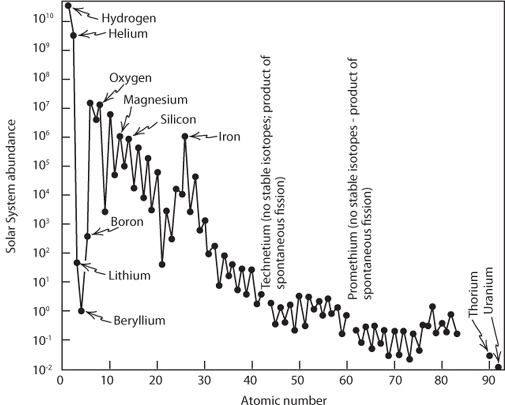 Hydrogen
Helium
Oxygen
Magnesium
Silicon
Iron
Boron
Lithium
Beryllium
Technetium (no stable isotopes; product of
spontaneous fission)
Promethium (no stable isotopes - product of
spontaneous fission)
Thorium
Uranium
Solar System abundance
10¹⁰
10⁹
10⁸
10⁷
10⁶
10⁵
10⁴
10³
10²
10¹
10⁰
10⁻¹
10⁻²
0 10 20 30 40 50 60 70 80 90
Atomic number